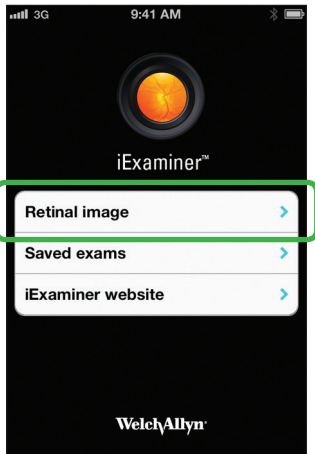 3G 9:41 AM
iExaminer™
Retinal image
Saved exams
iExaminer website
WelchAllyn®